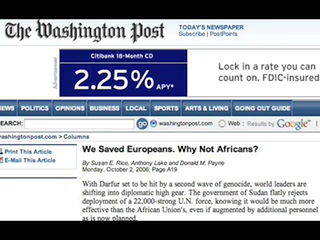 The Washington Post
TODAY'S NEWSPAPER
Subscribe | PostPoints
Advertisement
Citibank 18-Month CD
2.25% APY*
Lock in a rate you can
count on. FDIC-insured
NEWS POLITICS OPINIONS BUSINESS LOCAL SPORTS ARTS & LIVING GOING OUT GUIDE
SEARCH: washingtonpost.com Web Results by Google
washingtonpost.com > Columns
Print This Article
E-Mail This Article
We Saved Europeans. Why Not Africans?
By Susan E. Rice, Anthony Lake and Donald M. Payne
Monday, October 2, 2006; Page A19
With Darfur set to be hit by a second wave of genocide, world leaders are
shifting into diplomatic high gear. The government of Sudan flatly rejects
deployment of a 22,000-strong U.N. force, knowing it would be much more
effective than the African Union's, even if augmented by additional personnel
as is now planned.